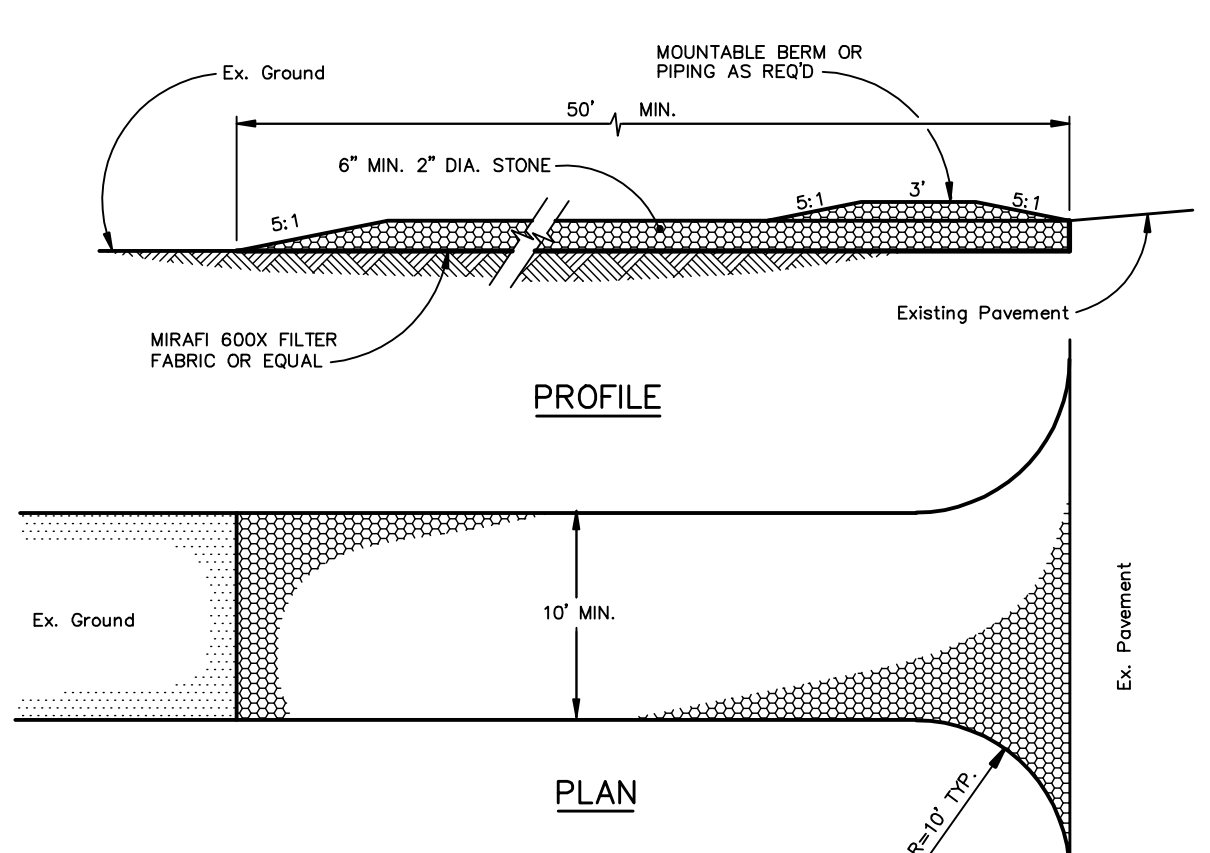 Ex. Ground
MOUNTABLE BERM OR
PIPING AS REQ'D
50' MIN.
6" MIN. 2" DIA. STONE
5:1
5:1
3'
5:1
Existing Pavement
MIRAFI 600X FILTER
FABRIC OR EQUAL
PROFILE
Ex. Ground
10' MIN.
Ex. Pavement
PLAN
R=10' TYP.